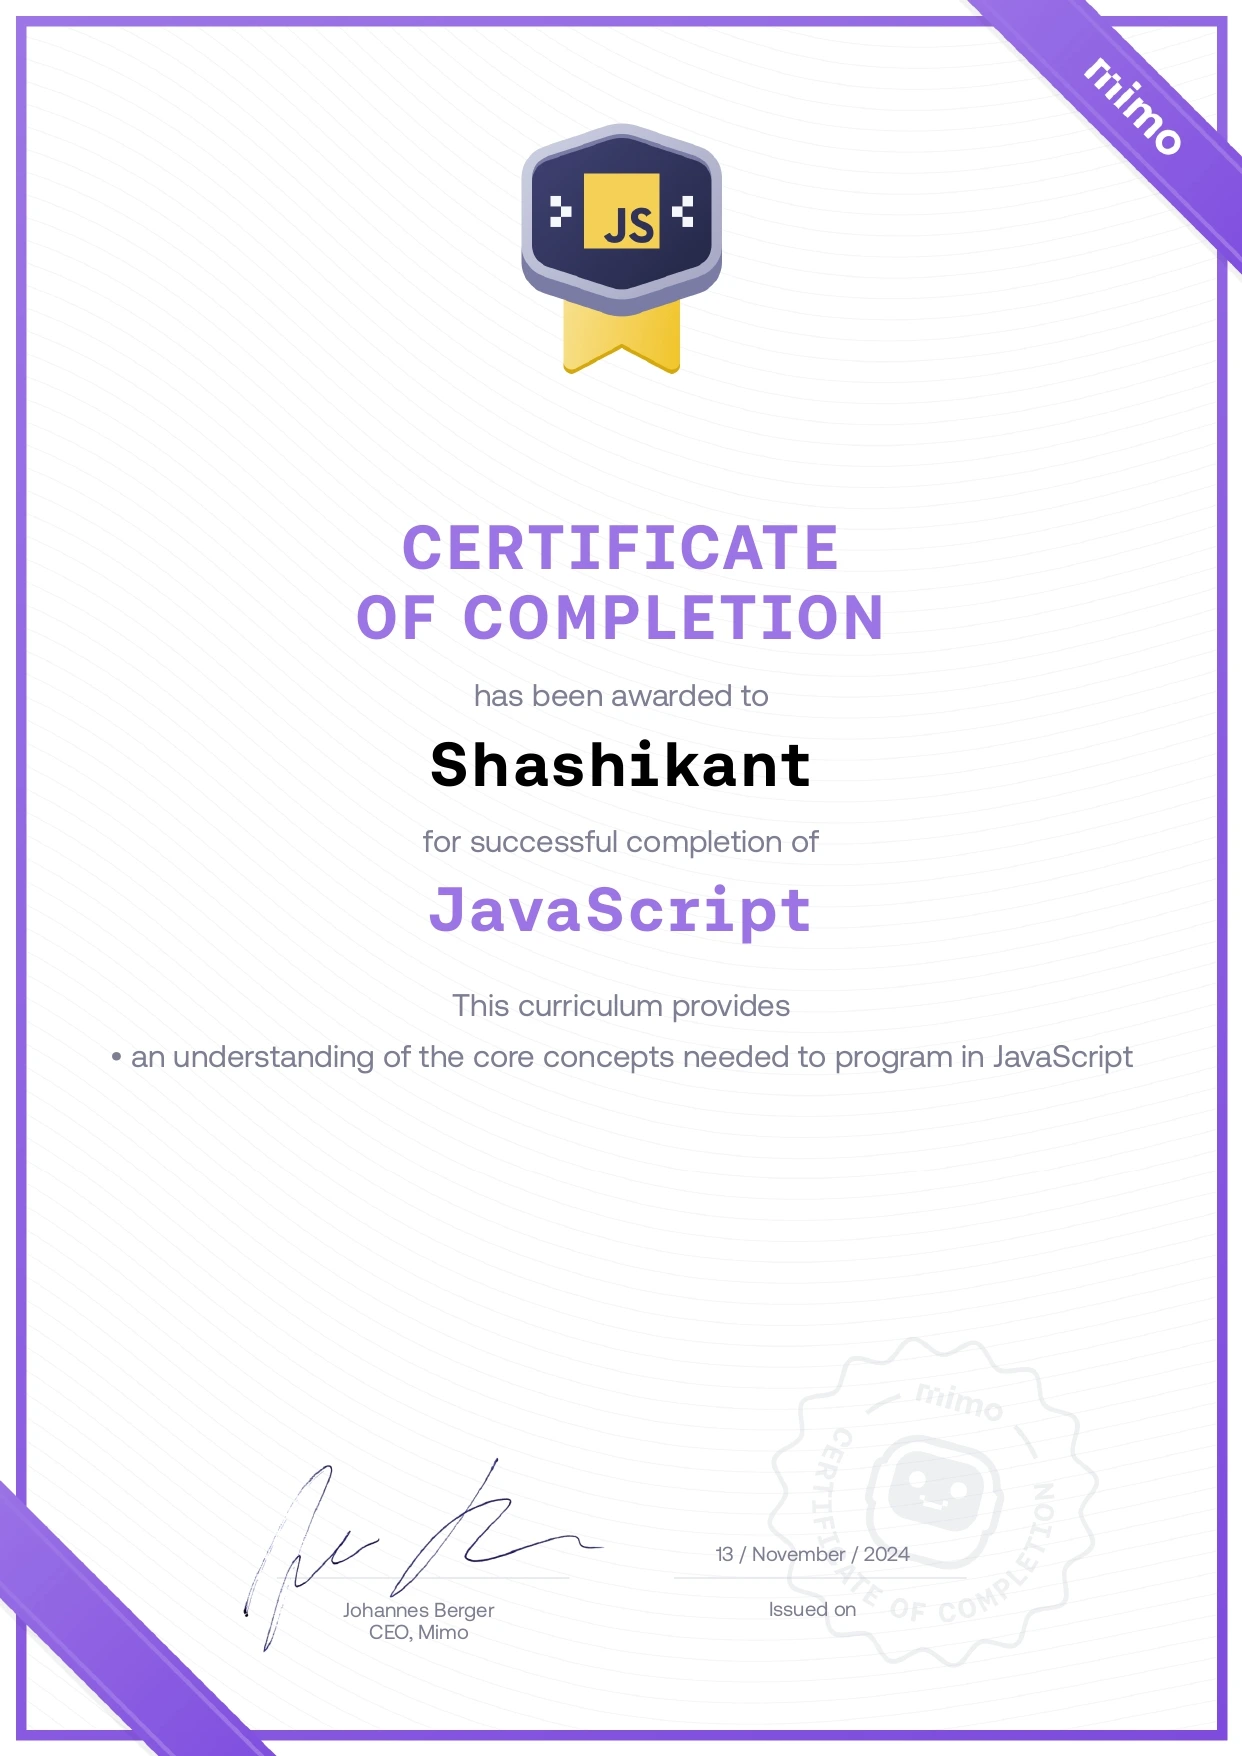 mimo
JS
CERTIFICATE
OF COMPLETION
has been awarded to
Shashikant
for successful completion of
JavaScript
This curriculum provides
• an understanding of the core concepts needed to program in JavaScript
mimo
CERTIFICATE OF COMPLETION
13 / November / 2024
Johannes Berger
CEO, Mimo
Issued on